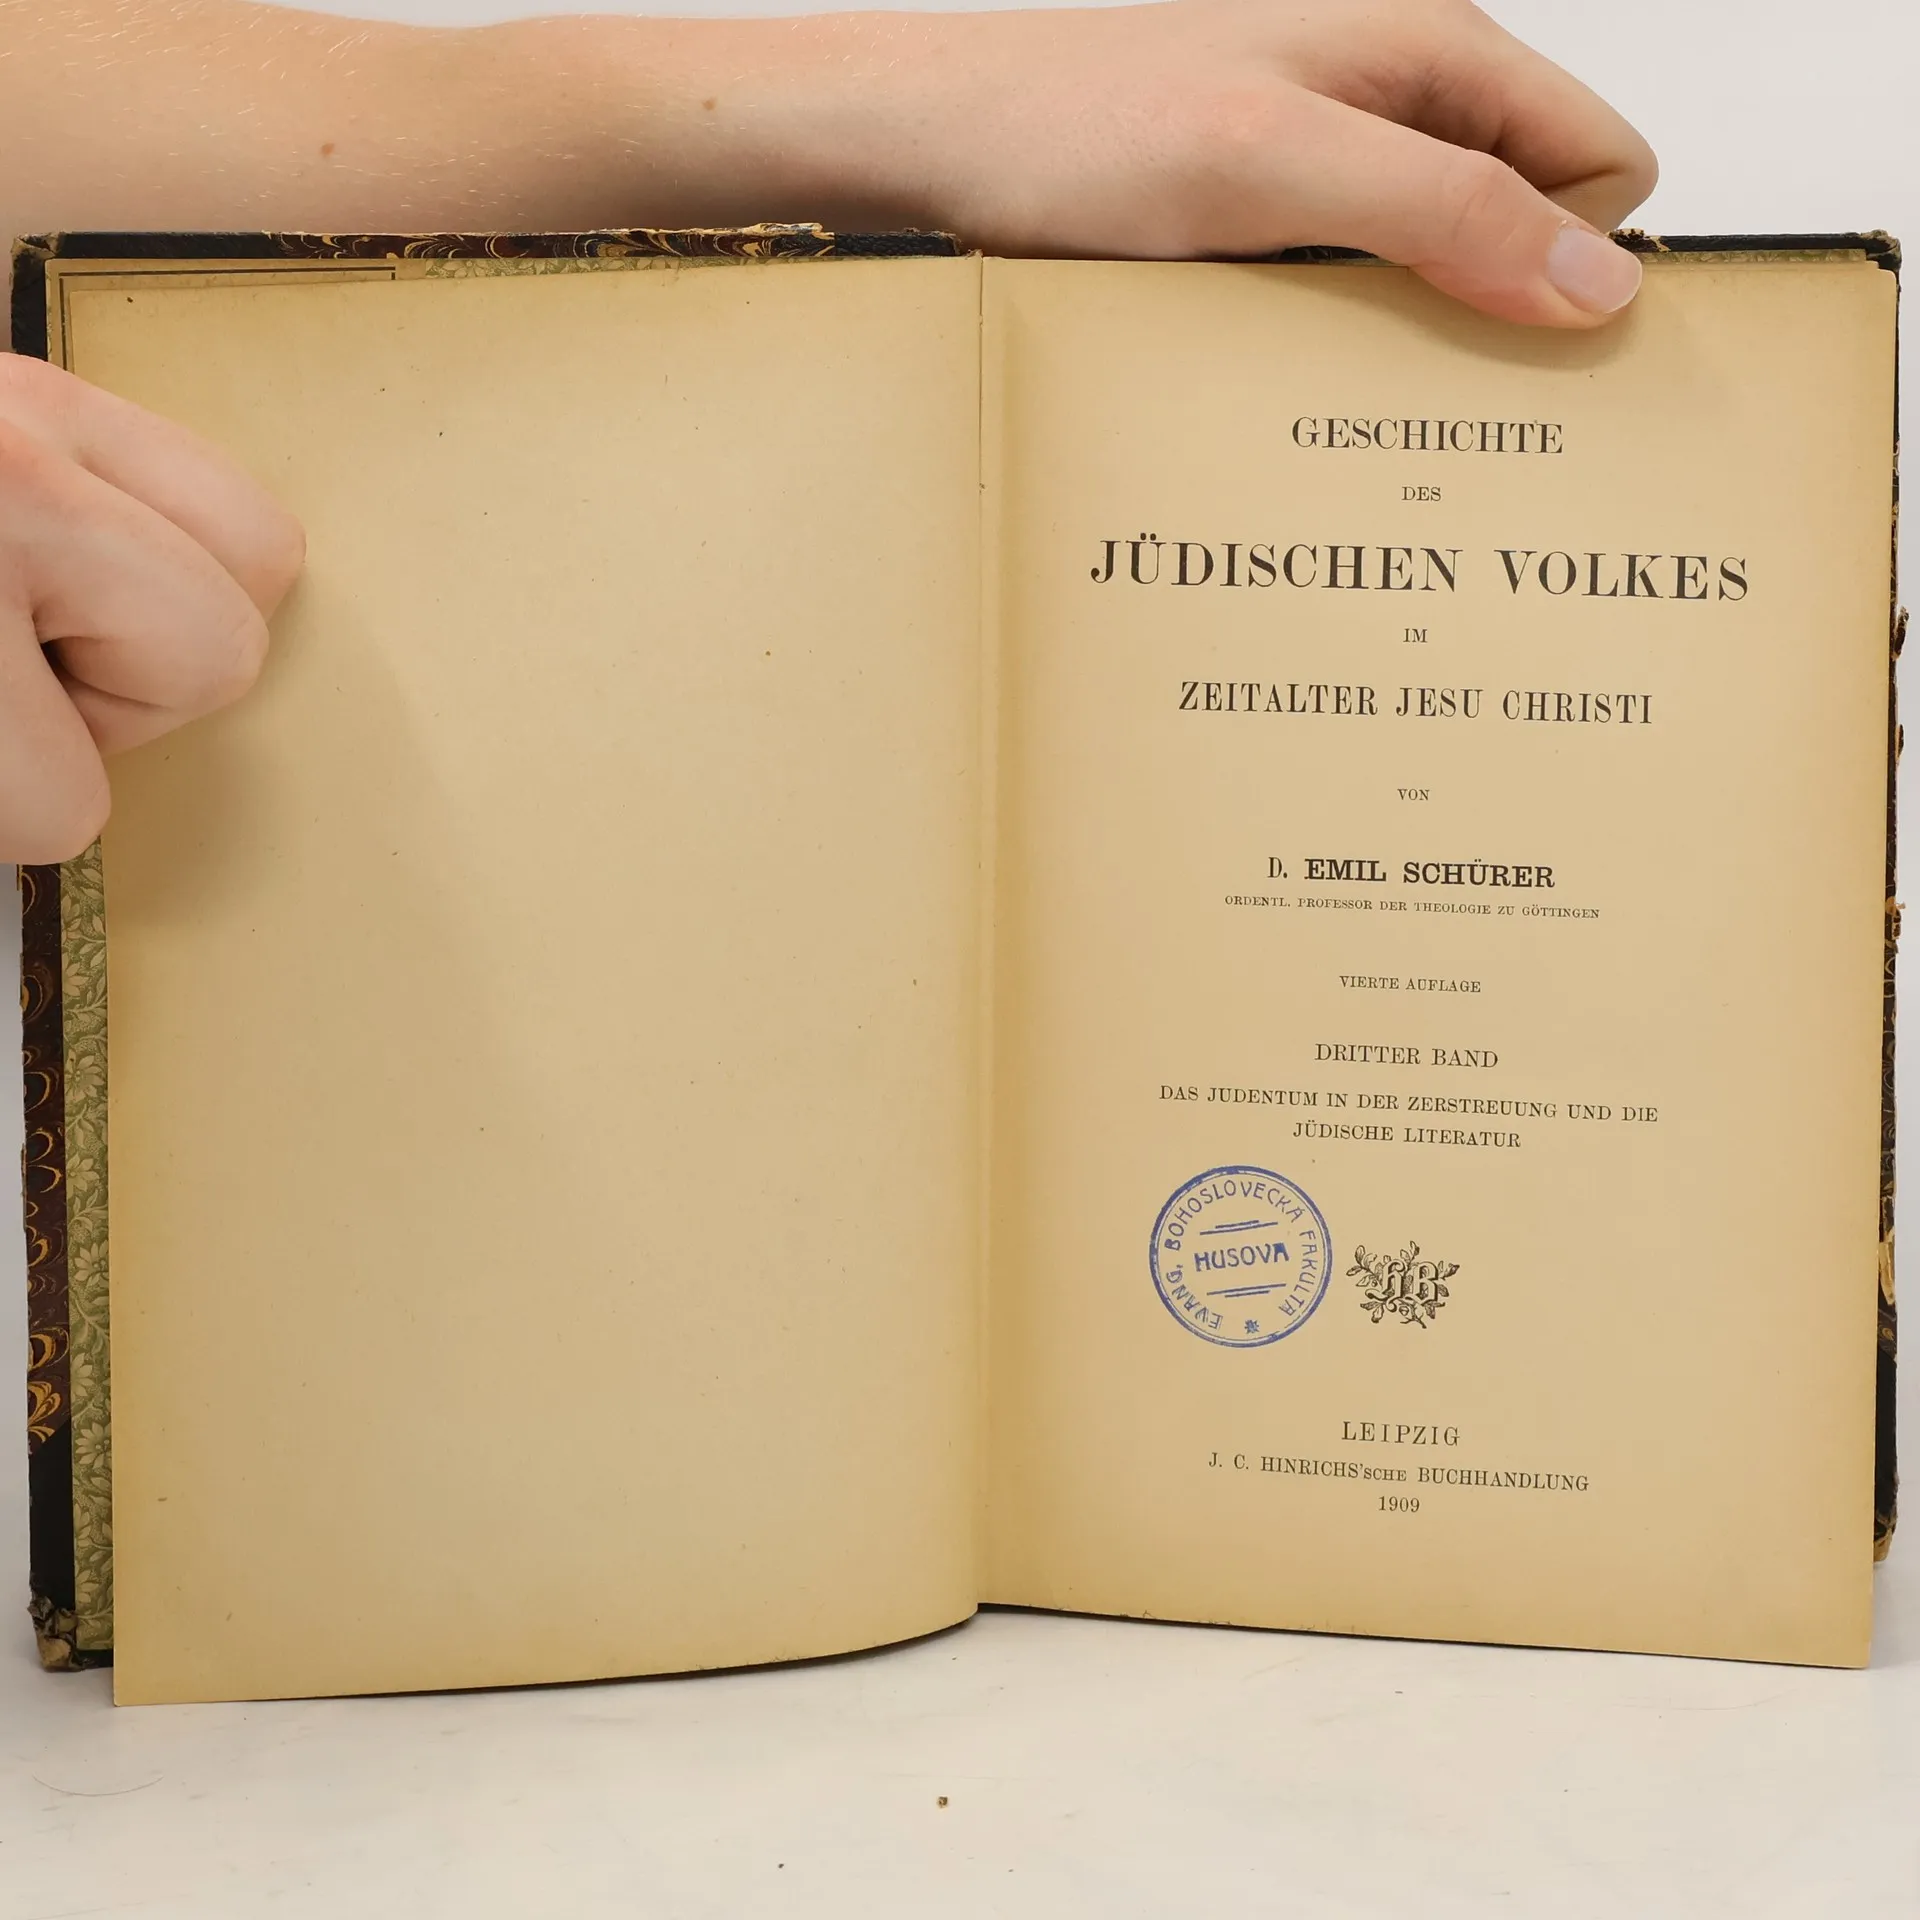 GESCHICHTE
DES
JÜDISCHEN VOLKES
IM
ZEITALTER JESU CHRISTI
VON
D. EMIL SCHÜRER
ORDENTL. PROFESSOR DER THEOLOGIE ZU GÖTTINGEN
VIERTE AUFLAGE
DRITTER BAND
DAS JUDENTUM IN DER ZERSTREUUNG UND DIE
JÜDISCHE LITERATUR
EVAND. BOHOSLOVECKÁ FAKULTA
HUSOVA
LEIPZIG
J. C. HINRICHS'SCHE BUCHHANDLUNG
1909